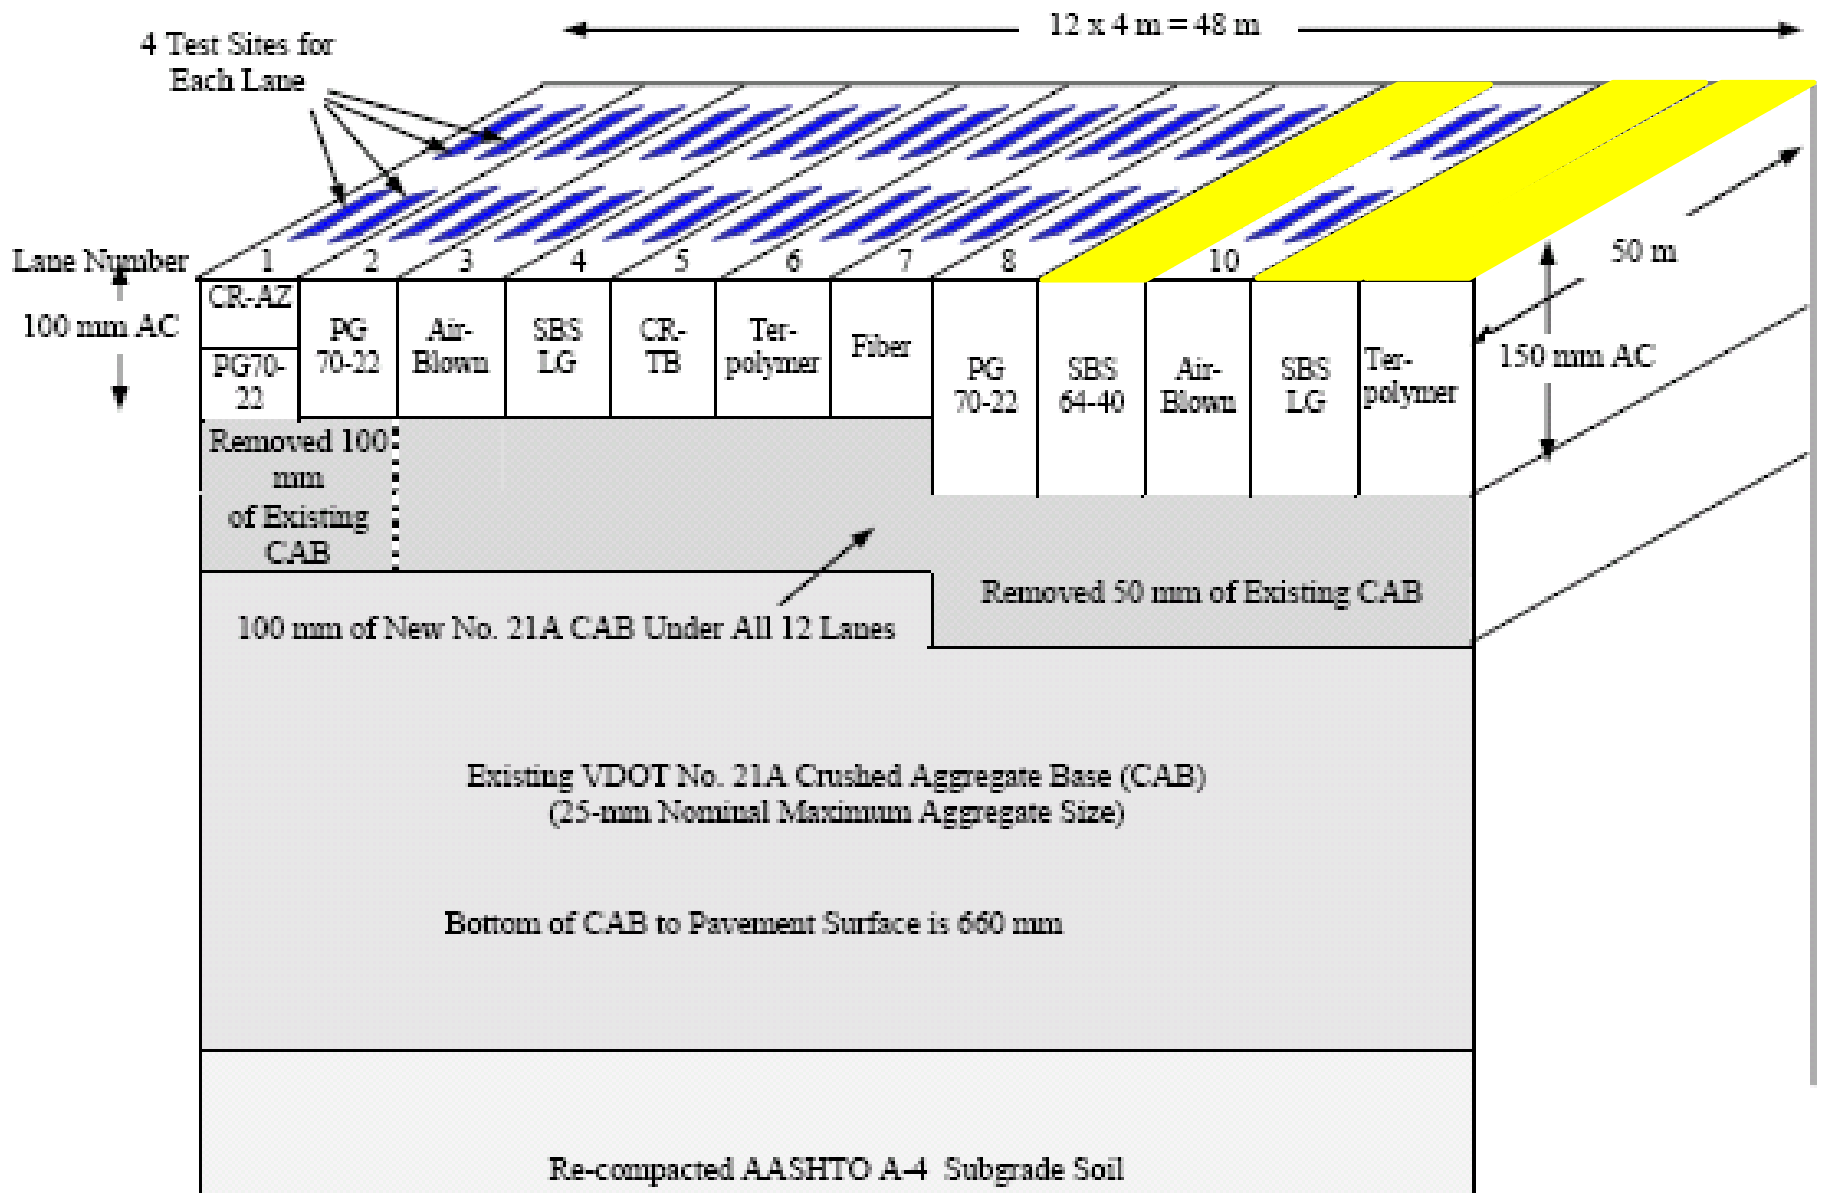 12 x 4 m = 48 m
4 Test Sites for
Each Lane
50 m
Lane Number
1
2
3
4
5
6
7
8
10
100 mm AC
150 mm AC
CR-AZ
PG70-
22
PG
70-22
Air-
Blown
SBS
LG
CR-
TB
Ter-
polymer
Fiber
PG
70-22
SBS
64-40
Air-
Blown
SBS
LG
Ter-
polymer
Removed 100
mm
of Existing
CAB
Removed 50 mm of Existing CAB
100 mm of New No. 21A CAB Under All 12 Lanes
Existing VDOT No. 21A Crushed Aggregate Base (CAB)
(25-mm Nominal Maximum Aggregate Size)
Bottom of CAB to Pavement Surface is 660 mm
Re-compacted AASHTO A-4 Subgrade Soil